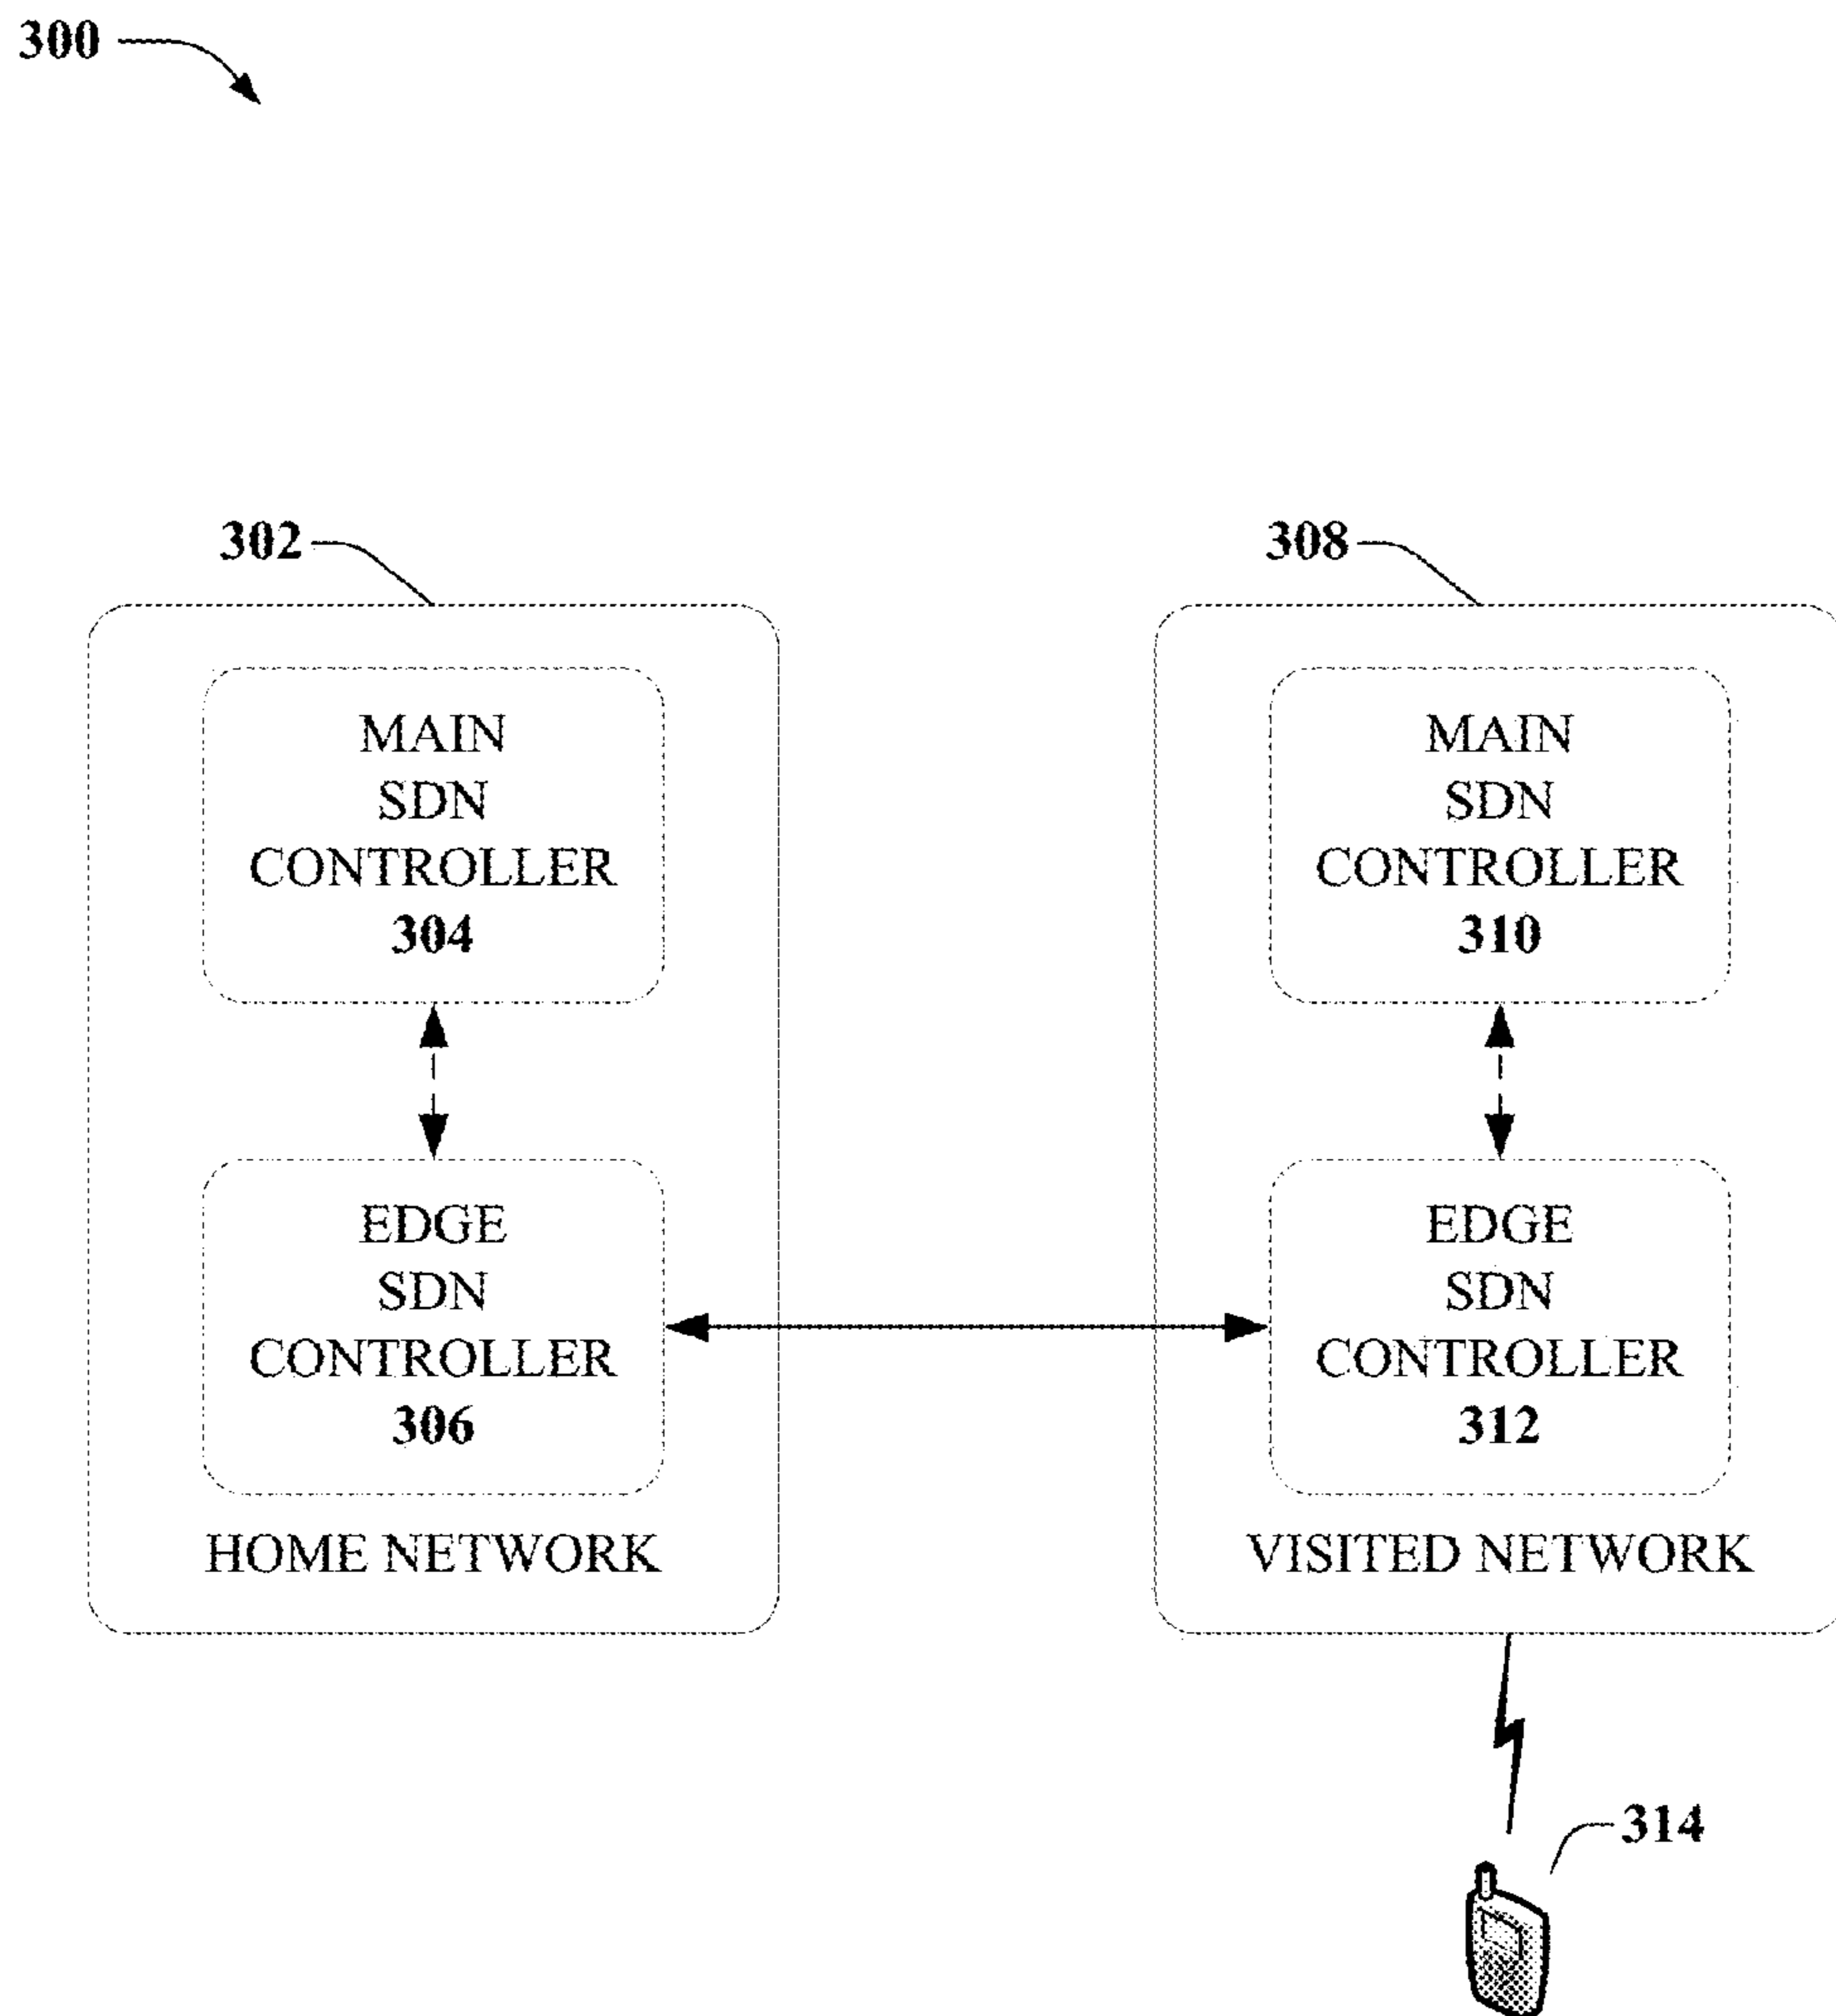 300
302
MAIN
SDN
CONTROLLER
304
EDGE
SDN
CONTROLLER
306
HOME NETWORK
308
MAIN
SDN
CONTROLLER
310
EDGE
SDN
CONTROLLER
312
VISITED NETWORK
314